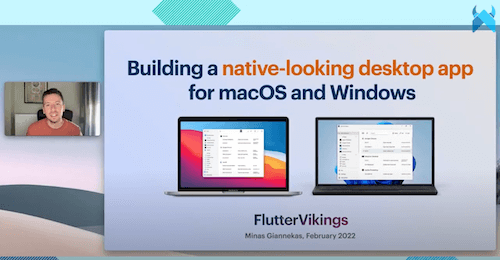 Building a native-looking desktop app
for macOS and Windows
FlutterVikings
Minas Giannekas, February 2022